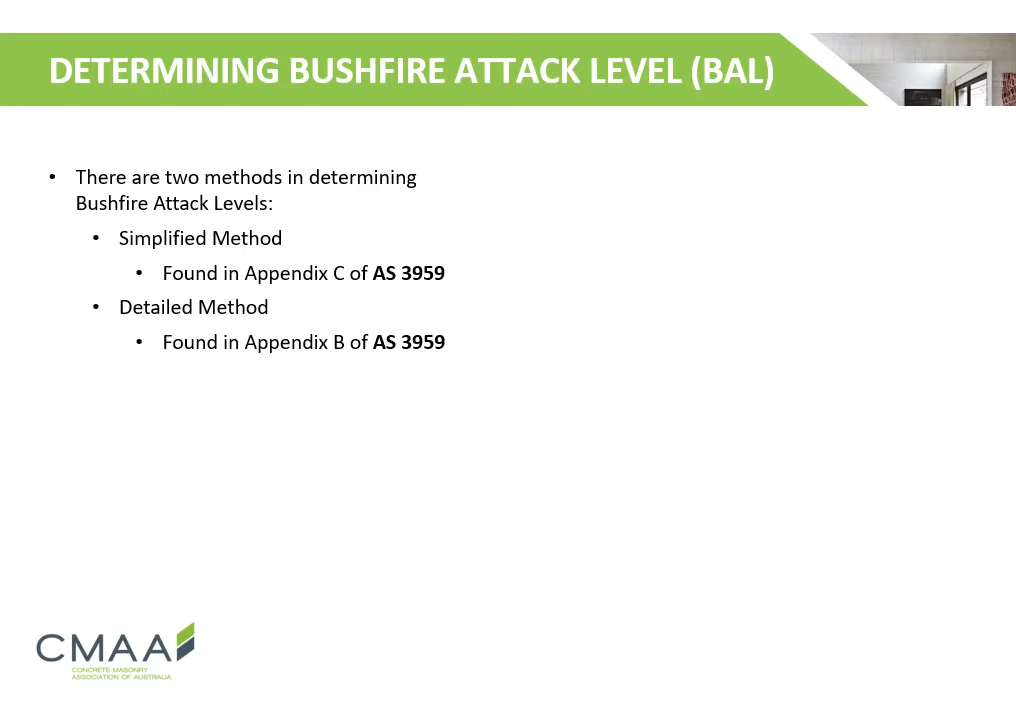 DETERMINING BUSHFIRE ATTACK LEVEL (BAL)
• There are two methods in determining
Bushfire Attack Levels:
• Simplified Method
• Found in Appendix C of AS 3959
• Detailed Method
• Found in Appendix B of AS 3959
CMAA
CONCRETE MASONRY
ASSOCIATION OF AUSTRALIA